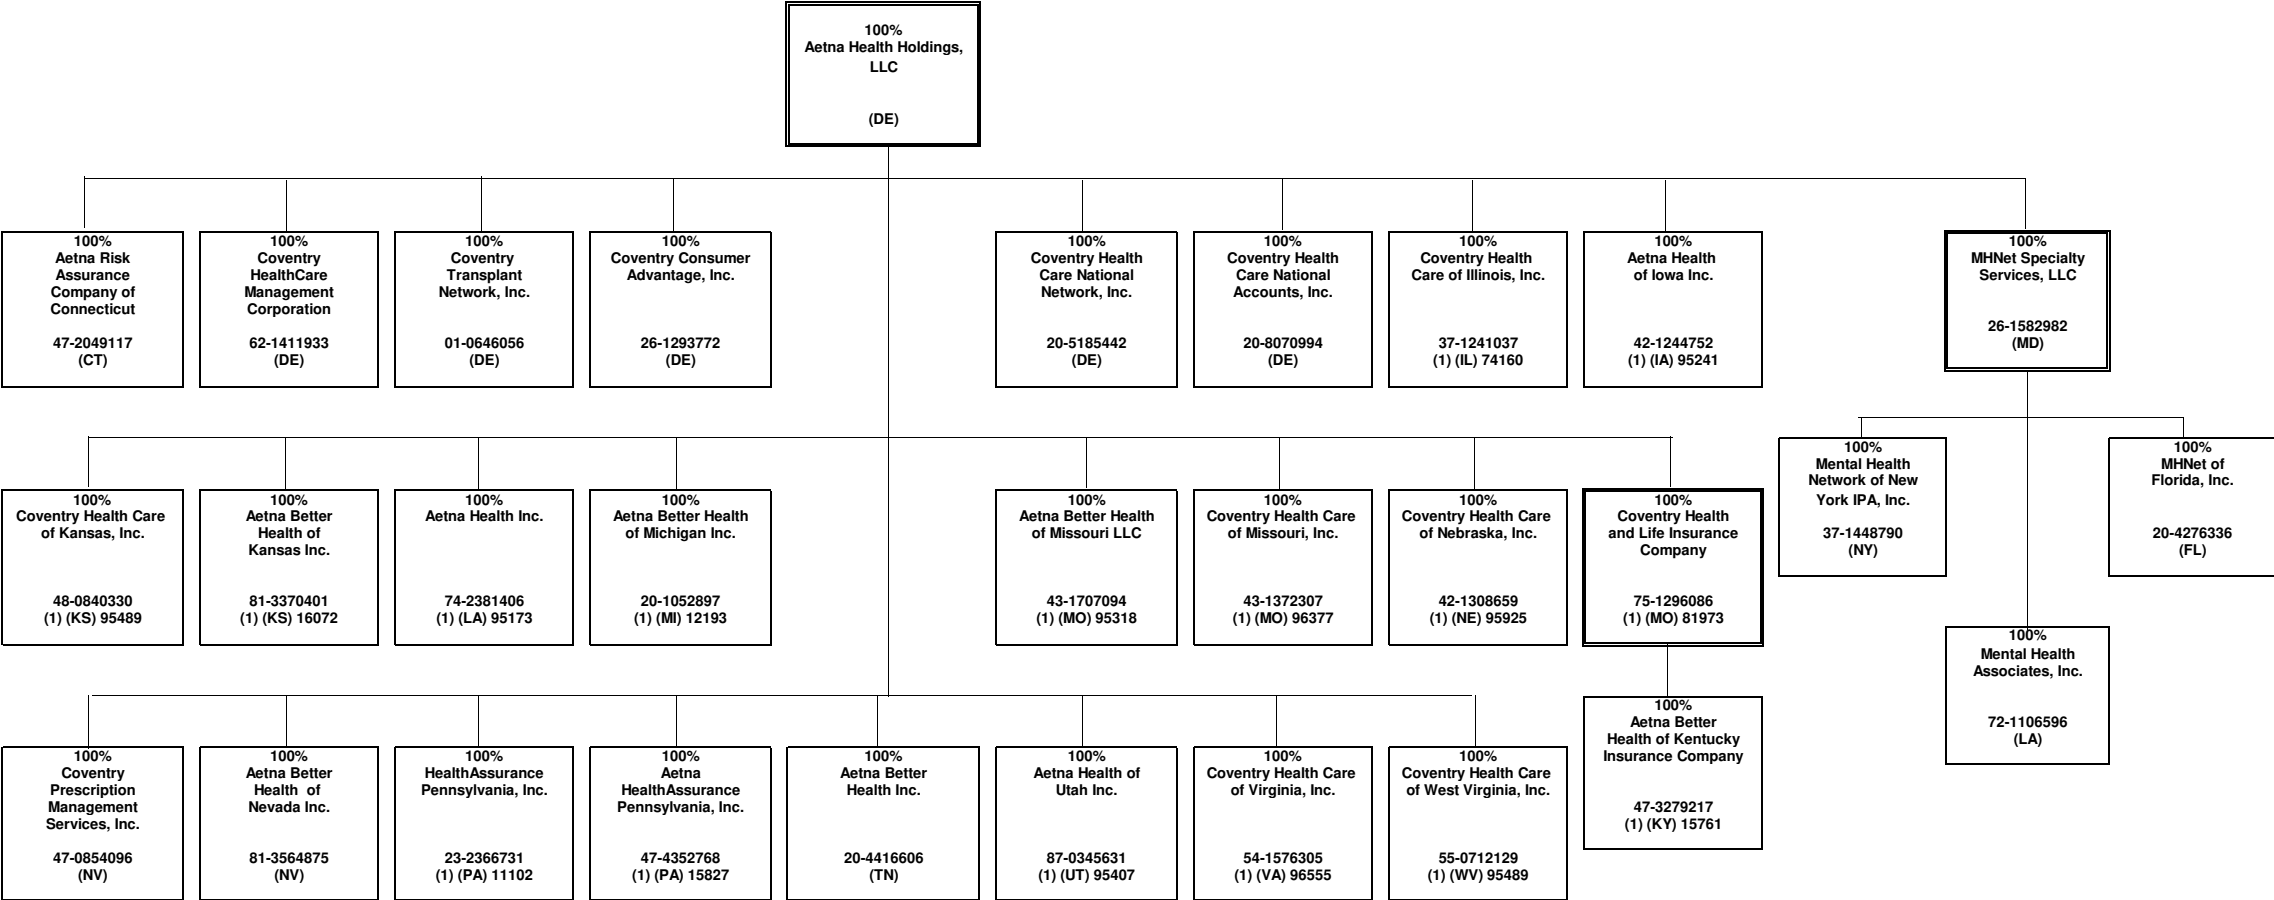 100%
Aetna Health Holdings,
LLC
(DE)
100%
Aetna Risk
Assurance
Company of
Connecticut
47-2049117
(CT)
100%
Coventry
HealthCare
Management
Corporation
62-1411933
(DE)
100%
Coventry
Transplant
Network, Inc.
01-0646056
(DE)
100%
Coventry Consumer
Advantage, Inc.
26-1293772
(DE)
100%
Coventry Health
Care National
Network, Inc.
20-5185442
(DE)
100%
Coventry Health
Care National
Accounts, Inc.
20-8070994
(DE)
100%
Coventry Health
Care of Illinois, Inc.
37-1241037
(1) (IL) 74160
100%
Aetna Health
of Iowa Inc.
42-1244752
(1) (IA) 95241
100%
MHNet Specialty
Services, LLC
26-1582982
(MD)
100%
Mental Health
Network of New
York IPA, Inc.
37-1448790
(NY)
100%
MHNet of
Florida, Inc.
20-4276336
(FL)
100%
Coventry Health Care
of Kansas, Inc.
48-0840330
(1) (KS) 95489
100%
Aetna Better
Health of
Kansas Inc.
81-3370401
(1) (KS) 16072
100%
Aetna Health Inc.
74-2381406
(1) (LA) 95173
100%
Aetna Better Health
of Michigan Inc.
20-1052897
(1) (MI) 12193
100%
Aetna Better Health
of Missouri LLC
43-1707094
(1) (MO) 95318
100%
Coventry Health Care
of Missouri, Inc.
43-1372307
(1) (MO) 96377
100%
Coventry Health Care
of Nebraska, Inc.
42-1308659
(1) (NE) 95925
100%
Coventry Health
and Life Insurance
Company
75-1296086
(1) (MO) 81973
100%
Mental Health
Associates, Inc.
72-1106596
(LA)
100%
Aetna Better
Health of Kentucky
Insurance Company
47-3279217
(1) (KY) 15761
100%
Coventry
Prescription
Management
Services, Inc.
47-0854096
(NV)
100%
Aetna Better
Health of
Nevada Inc.
81-3564875
(NV)
100%
HealthAssurance
Pennsylvania, Inc.
23-2366731
(1) (PA) 11102
100%
Aetna
HealthAssurance
Pennsylvania, Inc.
47-4352768
(1) (PA) 15827
100%
Aetna Better
Health Inc.
20-4416606
(TN)
100%
Aetna Health of
Utah Inc.
87-0345631
(1) (UT) 95407
100%
Coventry Health Care
of Virginia, Inc.
54-1576305
(1) (VA) 96555
100%
Coventry Health Care
of West Virginia, Inc.
55-0712129
(1) (WV) 95489